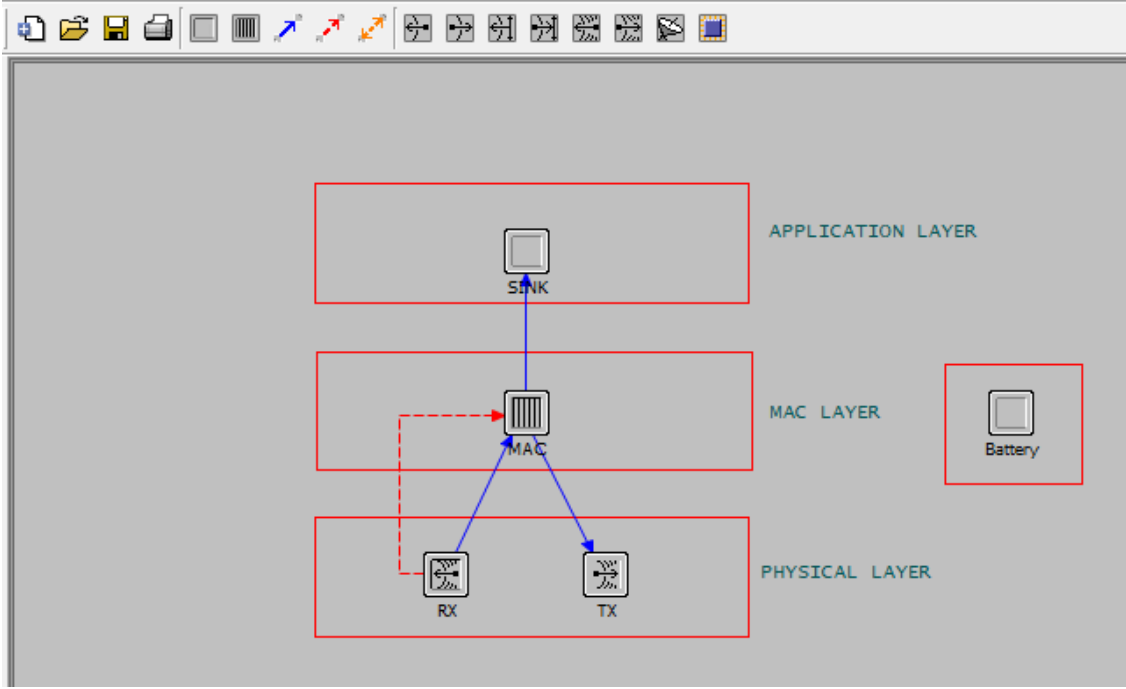 APPLICATION LAYER
SINK
MAC LAYER
MAC
Battery
PHYSICAL LAYER
RX
TX